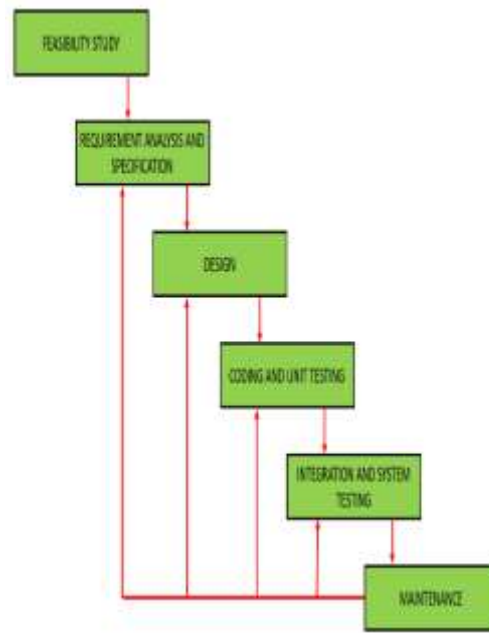 FEASIBILITY STUDY
REQUIREMENT ANALYSIS AND
SPECIFICATION
DESIGN
CODING AND UNIT TESTING
INTEGRATION AND SYSTEM
TESTING
MAINTENANCE